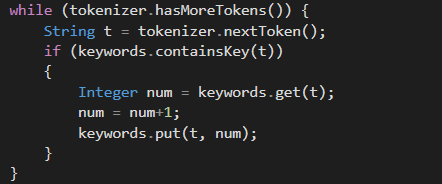 while (tokenizer.hasMoreTokens()) {
    String t = tokenizer.nextToken();
    if (keywords.containsKey(t))
    {
        Integer num = keywords.get(t);
        num = num+1;
        keywords.put(t, num);
    }
}